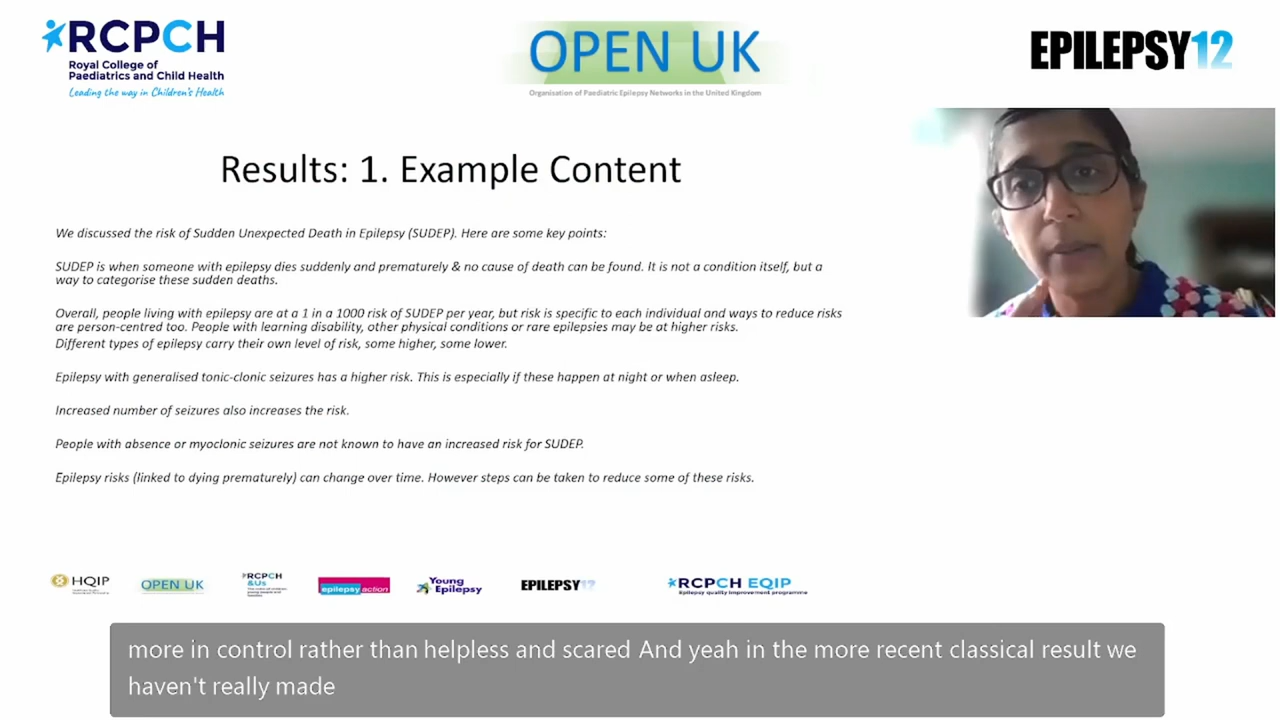 RCPCH
Royal College of
Paediatrics and Child Health
Leading the way in Children's Health
OPEN UK
Organisation of Paediatric Epilepsy Networks in the United Kingdom
EPILEPSY12
Results: 1. Example Content
We discussed the risk of Sudden Unexpected Death in Epilepsy (SUDEP). Here are some key points:
SUDEP is when someone with epilepsy dies suddenly and prematurely & no cause of death can be found. It is not a condition itself, but a
way to categorise these sudden deaths.
Overall, people living with epilepsy are at a 1 in a 1000 risk of SUDEP per year, but risk is specific to each individual and ways to reduce risks
are person-centred too. People with learning disability, other physical conditions or rare epilepsies may be at higher risks.
Different types of epilepsy carry their own level of risk, some higher, some lower.
Epilepsy with generalised tonic-clonic seizures has a higher risk. This is especially if these happen at night or when asleep.
Increased number of seizures also increases the risk.
People with absence or myoclonic seizures are not known to have an increased risk for SUDEP.
Epilepsy risks (linked to dying prematurely) can change over time. However steps can be taken to reduce some of these risks.
HQIP
OPEN UK
RCPCH
&Us
epilepsy action
Young
Epilepsy
EPILEPSY12
RCPCH EQIP
Epilepsy quality improvement programme
more in control rather than helpless and scared And yeah in the more recent classical result we
haven't really made